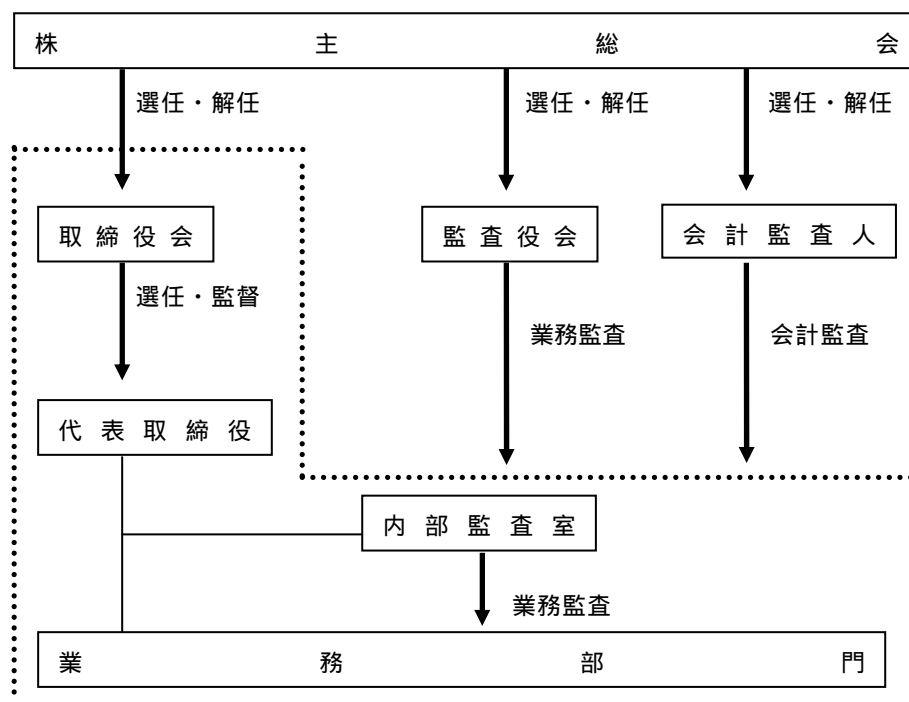 株主総会
選任・解任
選任・解任
選任・解任
取締役会
監査役会
会計監査人
選任・監督
業務監査
会計監査
代表取締役
内部監査室
業務監査
業務部門